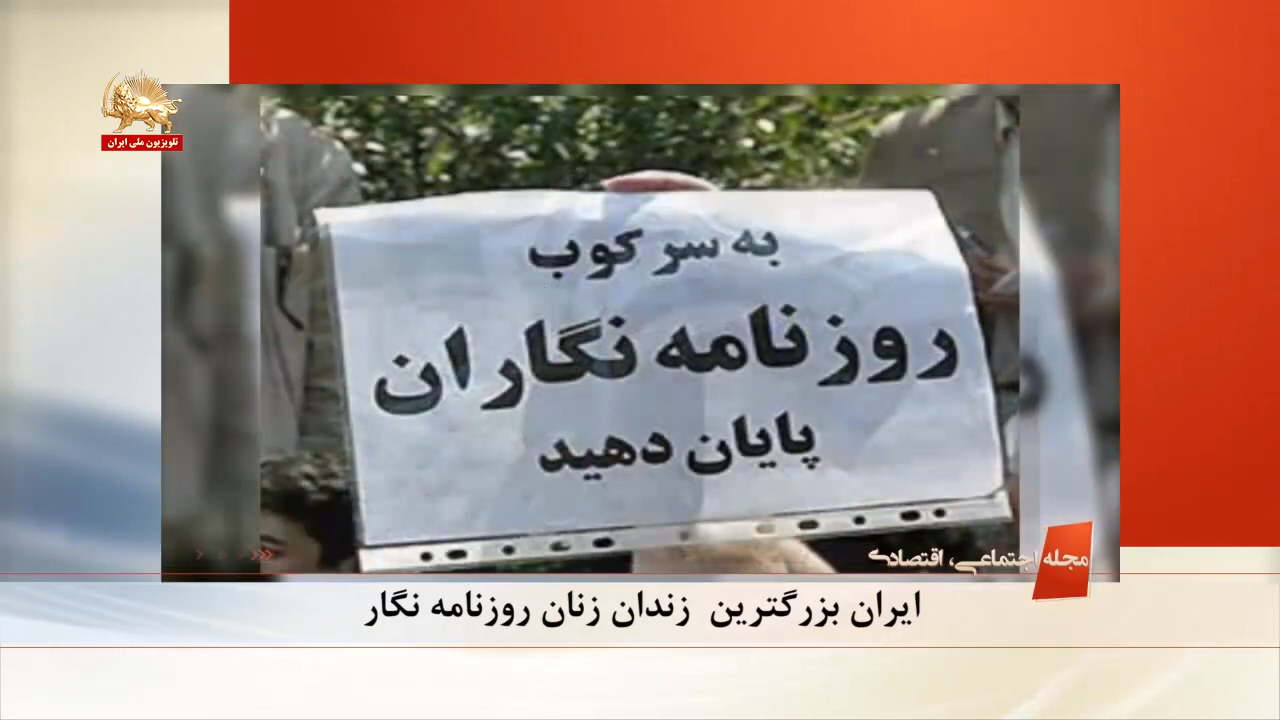 تلویزیون ملی ایران
به سرکوب
روزنامه نگاران
پایان دهید
مجله اجتماعی، اقتصادی
ایران بزرگترین زندان زنان روزنامه نگار